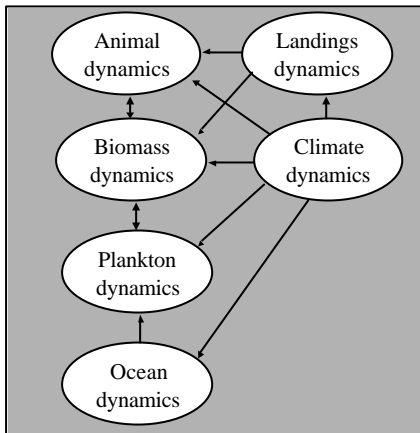 Animal
dynamics
Landings
dynamics
Biomass
dynamics
Climate
dynamics
Plankton
dynamics
Ocean
dynamics